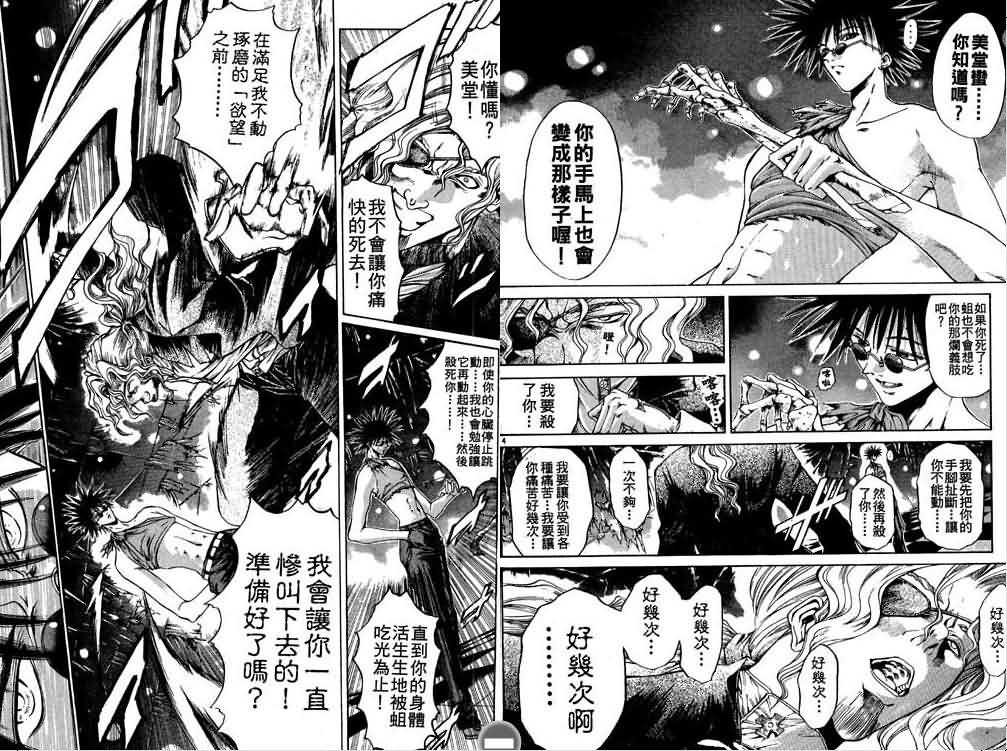 美堂蠻……
你知道嗎？
…
你的手馬上也會
變成那樣子喔！
如果你死了…
蛆也不會想吃
你的那爛義肢
吧？
喀啦
喔！
喀…
喀…
我要殺
了你…
我要先把你的
手腳扯斷…讓
你不能動……
然後再殺
了你…
一次不夠…
我要讓你受到各
種痛苦…我要讓
你痛苦好幾次…
4
好幾次…
好幾次…
好幾次…
好幾次…
好幾次啊
………
你懂嗎？
美堂！
我不會讓你痛
快的死去！
在滿足我不動
琢磨的「欲望」
之前………
即使你的心臟停止跳
動……我也會勉強讓
它再動起來……然後
殺死你……！
直到你的身體
活生生地被蛆
吃光為止！
我會讓你一直
慘叫下去的！
準備好了嗎？